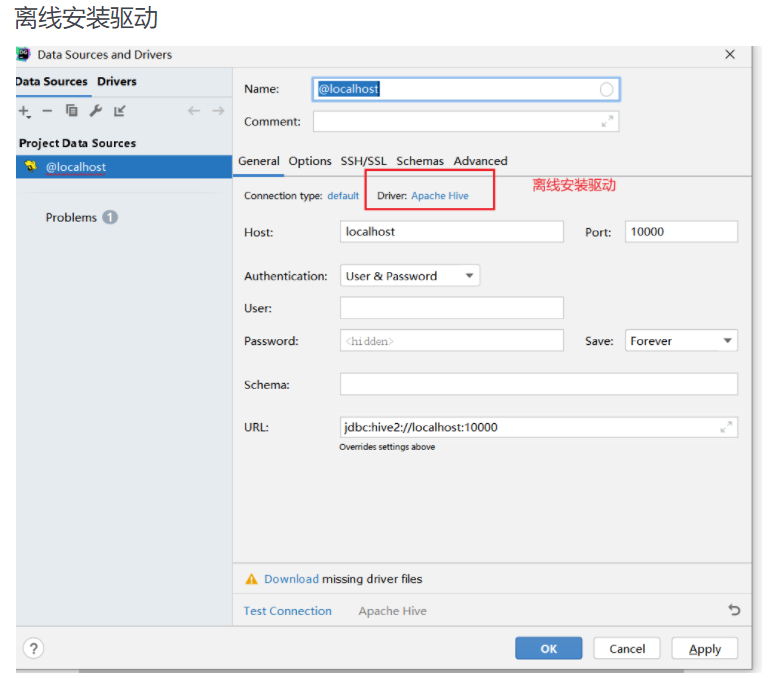 离线安装驱动
Data Sources and Drivers
Data Sources Drivers
Project Data Sources
@localhost
Problems 1
Name: @localhost
Comment:
General Options SSH/SSL Schemas Advanced
Connection type: default Driver: Apache Hive 离线安装驱动
Host: localhost Port: 10000
Authentication: User & Password
User:
Password: <hidden> Save: Forever
Schema:
URL: jdbc:hive2://localhost:10000
Overrides settings above
Download missing driver files
Test Connection Apache Hive
? OK Cancel Apply